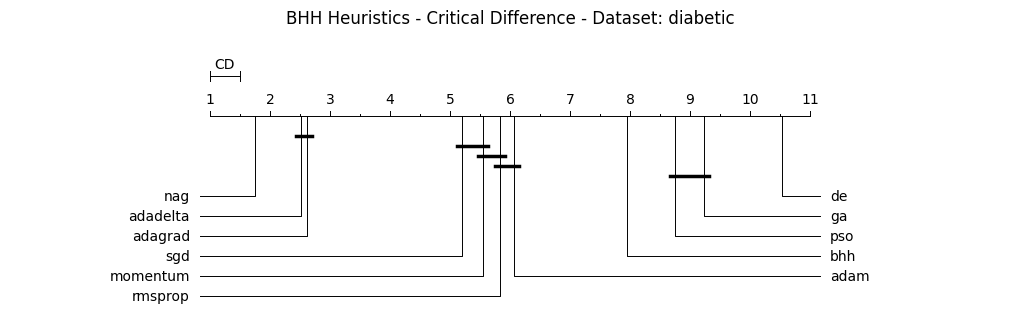 BHH Heuristics - Critical Difference - Dataset: diabetic
CD
1 2 3 4 5 6 7 8 9 10 11
nag de
adadelta ga
adagrad pso
sgd bhh
momentum adam
rmsprop